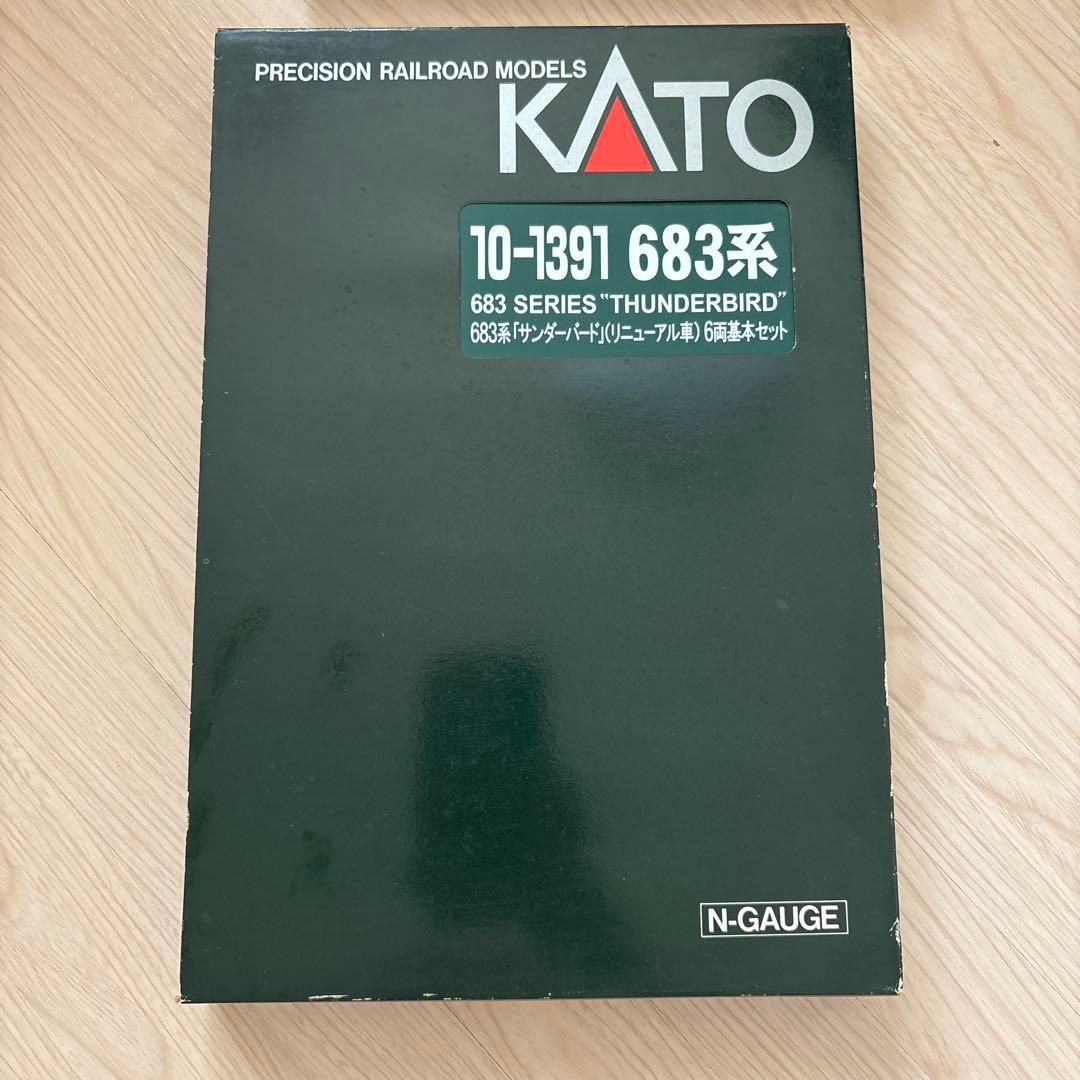 PRECISION RAILROAD MODELS
KATO
10-1391 683系
683 SERIES "THUNDERBIRD"
683系「サンダーバード」(リニューアル車) 6両基本セット
N-GAUGE